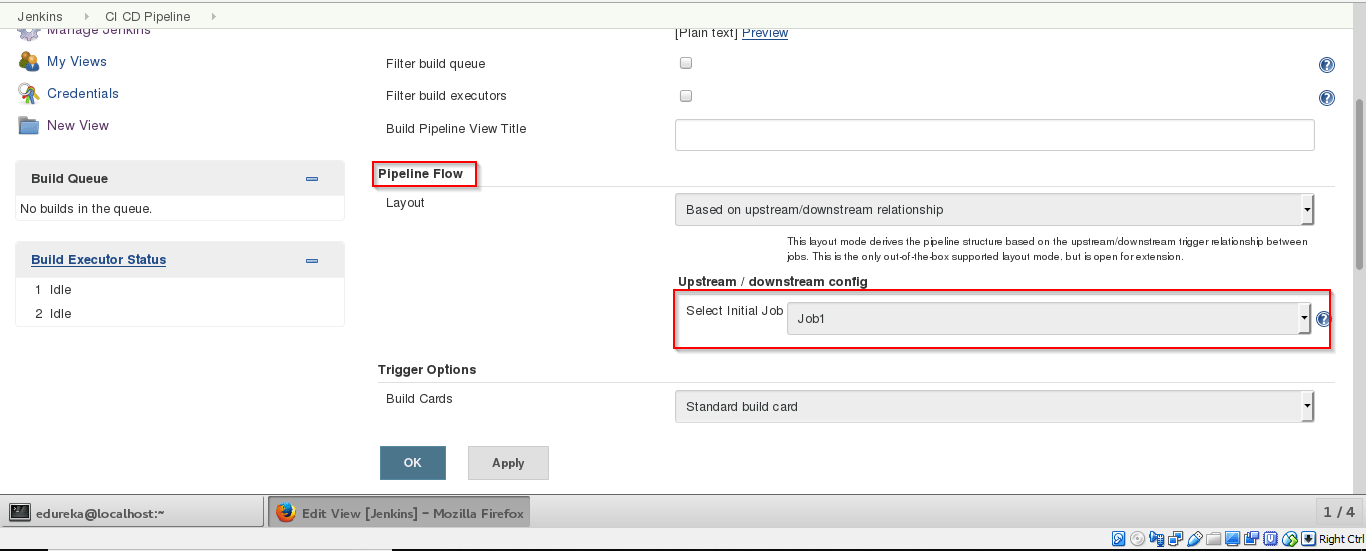 Jenkins CI CD Pipeline
Manage Jenkins
My Views
Credentials
New View
Build Queue
No builds in the queue.
Build Executor Status
1 Idle
2 Idle
[Plain text] Preview
Filter build queue
Filter build executors
Build Pipeline View Title
Pipeline Flow
Layout
Based on upstream/downstream relationship
This layout mode derives the pipeline structure based on the upstream/downstream trigger relationship between
jobs. This is the only out-of-the-box supported layout mode, but is open for extension.
Upstream / downstream config
Select Initial Job
Job1
Trigger Options
Build Cards
Standard build card
OK Apply
edureka@localhost:~ Edit View [Jenkins] – Mozilla Firefox 1 / 4
Right Ctrl